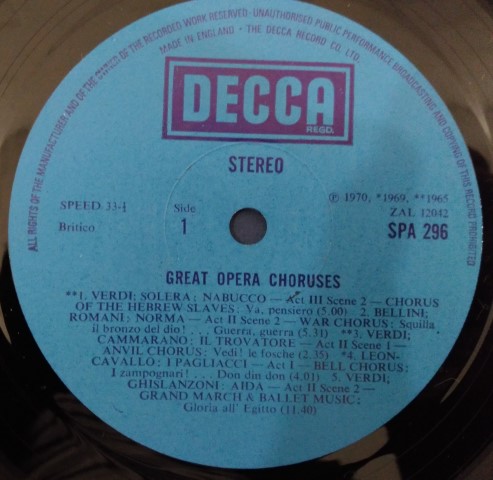 ALL RIGHTS OF THE MANUFACTURER AND OF THE OWNER OF THE RECORDED WORK RESERVED · UNAUTHORISED PUBLIC PERFORMANCE BROADCASTING AND COPYING OF THIS RECORD PROHIBITED
MADE IN ENGLAND · THE DECCA RECORD CO. LTD.
DECCA
REGD.
STEREO
SPEED 33⅓
Side
℗ 1970, *1969, **1965
ZAL 12042
Britico
1
SPA 296
GREAT OPERA CHORUSES
**1. VERDI; SOLERA: NABUCCO — Act III Scene 2 — CHORUS
OF THE HEBREW SLAVES: Va, pensiero (5.00) 2. BELLINI;
ROMANI: NORMA — Act II Scene 2 — WAR CHORUS: Squilla
il bronzo del dio! . . . Guerra, guerra (5.31) **3. VERDI;
CAMMARANO: IL TROVATORE — Act II Scene 1 —
ANVIL CHORUS: Vedi! le fosche (2.35) *4. LEON-
CAVALLO: I PAGLIACCI — Act I — BELL CHORUS:
I zampognari! . . . Don din don (4.01) 5. VERDI;
GHISLANZONI: AIDA — Act II Scene 2 —
GRAND MARCH & BALLET MUSIC:
Gloria all' Egitto (11.40)